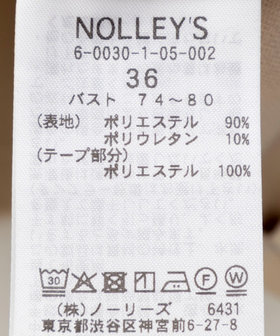 NOLLEY'S
6-0030-1-05-002
36
バスト 74～80
(表地) ポリエステル 90%
ポリウレタン 10%
(テープ部分)
ポリエステル 100%
30 F W
(株)ノーリーズ 6431
東京都渋谷区神宮前6-27-8